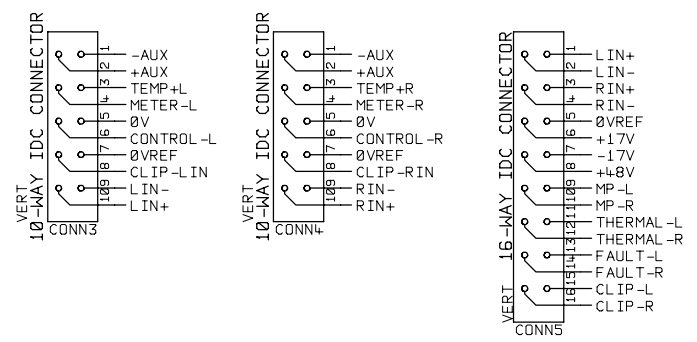 10-WAY IDC CONNECTOR
VERT
1 -AUX
2 +AUX
3 TEMP+L
4 METER-L
5 0V
6 CONTROL-L
7 0VREF
8 CLIP-LIN
9 LIN-
10 LIN+
CONN3
10-WAY IDC CONNECTOR
VERT
1 -AUX
2 +AUX
3 TEMP+R
4 METER-R
5 0V
6 CONTROL-R
7 0VREF
8 CLIP-RIN
9 RIN-
10 RIN+
CONN4
16-WAY IDC CONNECTOR
VERT
1 LIN+
2 LIN-
3 RIN+
4 RIN-
5 0VREF
6 +17V
7 -17V
8 +48V
9 MP-L
10 MP-R
11 THERMAL-L
12 THERMAL-R
13 FAULT-L
14 FAULT-R
15 CLIP-L
16 CLIP-R
CONN5